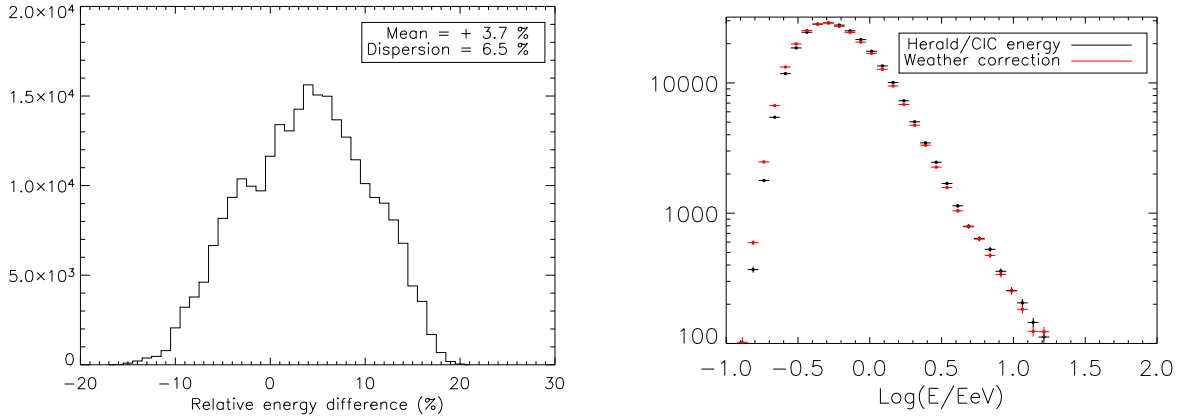 2.0×10⁴
1.5×10⁴
1.0×10⁴
5.0×10³
0
Mean = + 3.7 %
Dispersion = 6.5 %
-20 -10 0 10 20 30
Relative energy difference (%)
10000
1000
100
Herald/CIC energy
Weather correction
-1.0 -0.5 0.0 0.5 1.0 1.5 2.0
Log(E/EeV)